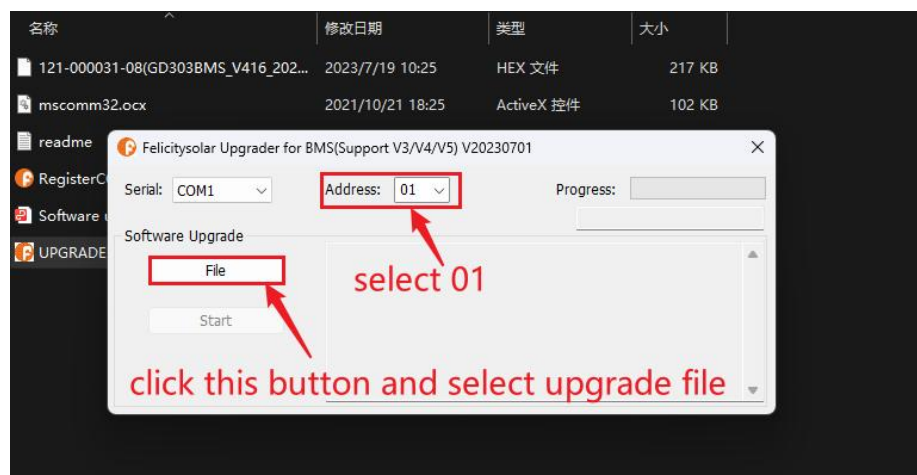 名称 修改日期 类型 大小
121-000031-08(GD303BMS_V416_202... 2023/7/19 10:25 HEX 文件 217 KB
mscomm32.ocx 2021/10/21 18:25 ActiveX 控件 102 KB
readme
Felicitysolar Upgrader for BMS(Support V3/V4/V5) V20230701
RegisterC
Serial: COM1 Address: 01 Progress:
Software u
Software Upgrade
UPGRADE
File
select 01
Start
click this button and select upgrade file